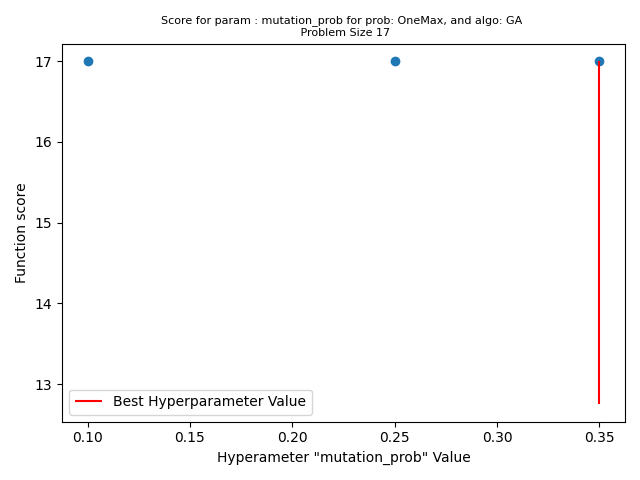 Score for param : mutation_prob for prob: OneMax, and algo: GA
Problem Size 17
17
16
15
14
13
Function score
Best Hyperparameter Value
0.10 0.15 0.20 0.25 0.30 0.35
Hyperameter "mutation_prob" Value